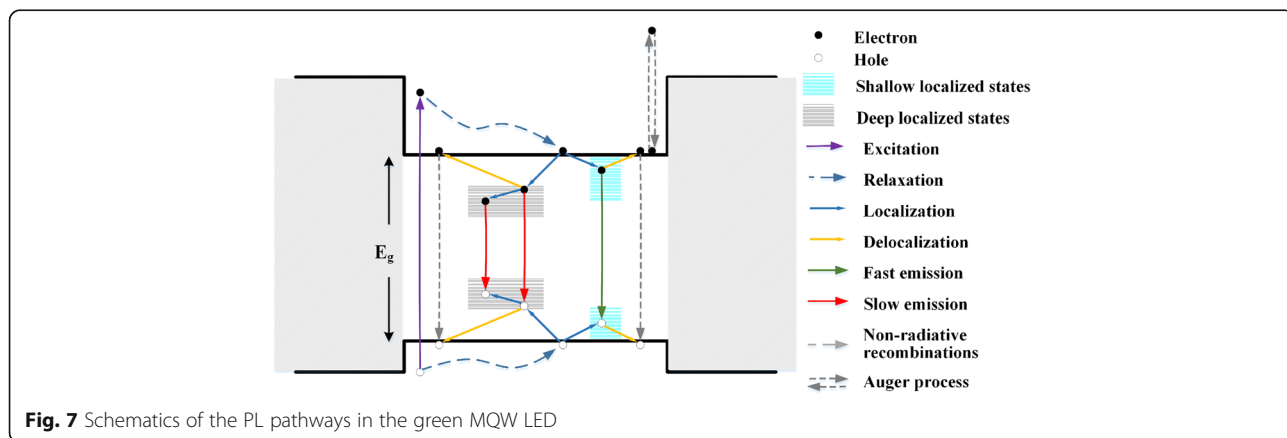 Electron
Hole
Shallow localized states
Deep localized states
Excitation
Relaxation
Localization
Delocalization
Fast emission
Slow emission
Non-radiative
recombinations
Auger process
Eg
Fig. 7 Schematics of the PL pathways in the green MQW LED